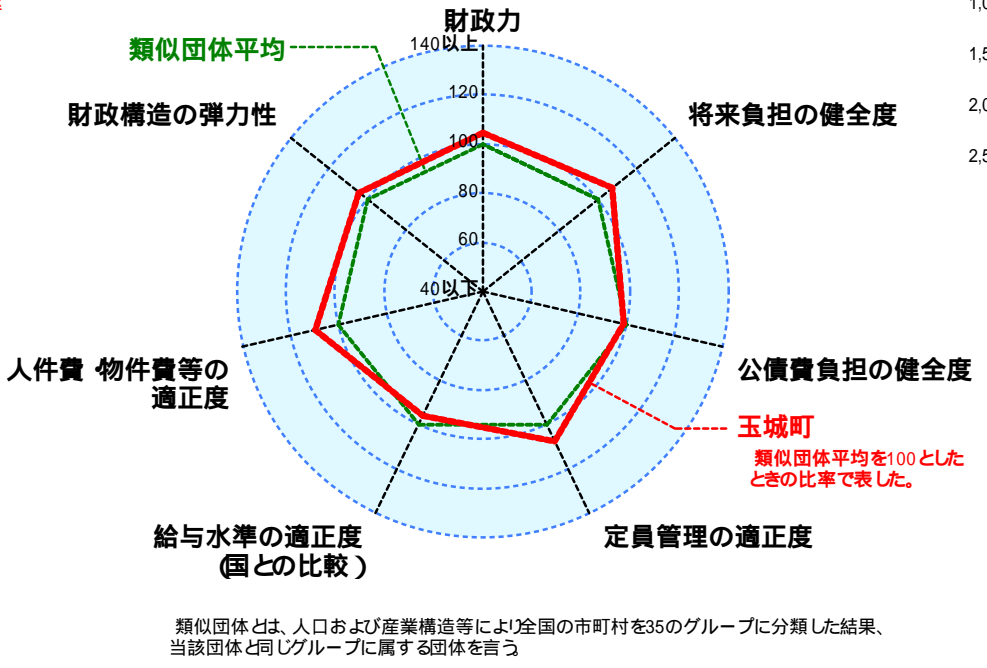 財政力
140以上
類似団体平均
財政構造の弾力性
将来負担の健全度
120
100
80
60
40以下
人件費・物件費等の
適正度
公債費負担の健全度
玉城町
類似団体平均を100とした
ときの比率で表した。
給与水準の適正度
(国との比較)
定員管理の適正度
類似団体とは、人口および産業構造等により全国の市町村を35のグループに分類した結果、
当該団体と同じグループに属する団体を言う